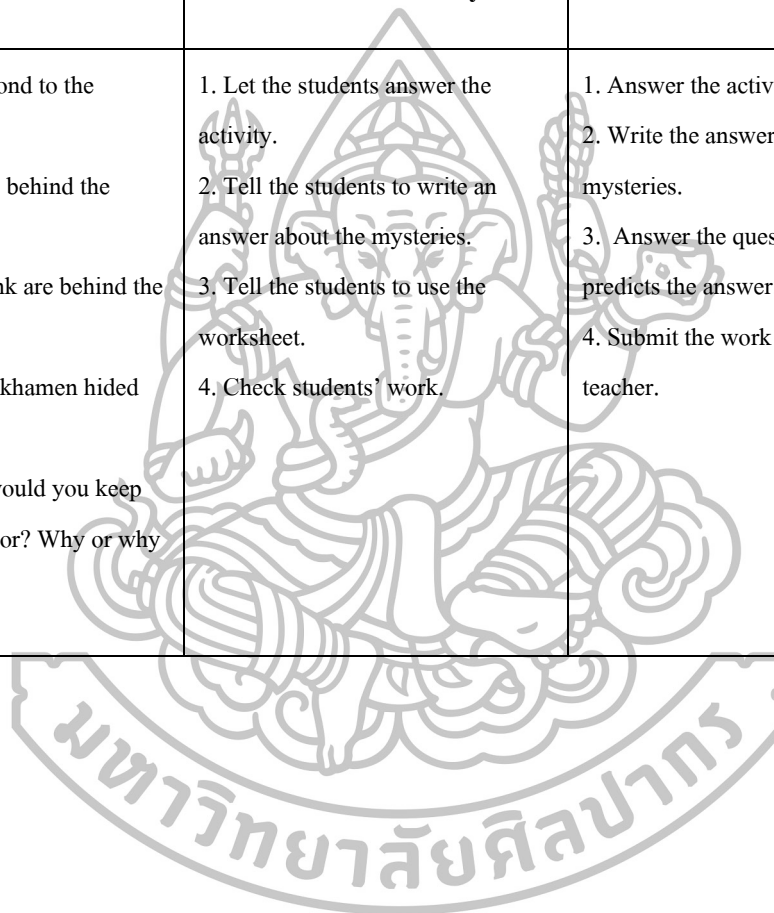 ond to the
behind the
nk are behind the
khamen hided
would you keep
or? Why or why
1. Let the students answer the
activity.
2. Tell the students to write an
answer about the mysteries.
3. Tell the students to use the
worksheet.
4. Check students’ work.
1. Answer the activ
2. Write the answer
mysteries.
3. Answer the ques
predicts the answer
4. Submit the work
teacher.
มหาวิทยาลัยศิลปากร